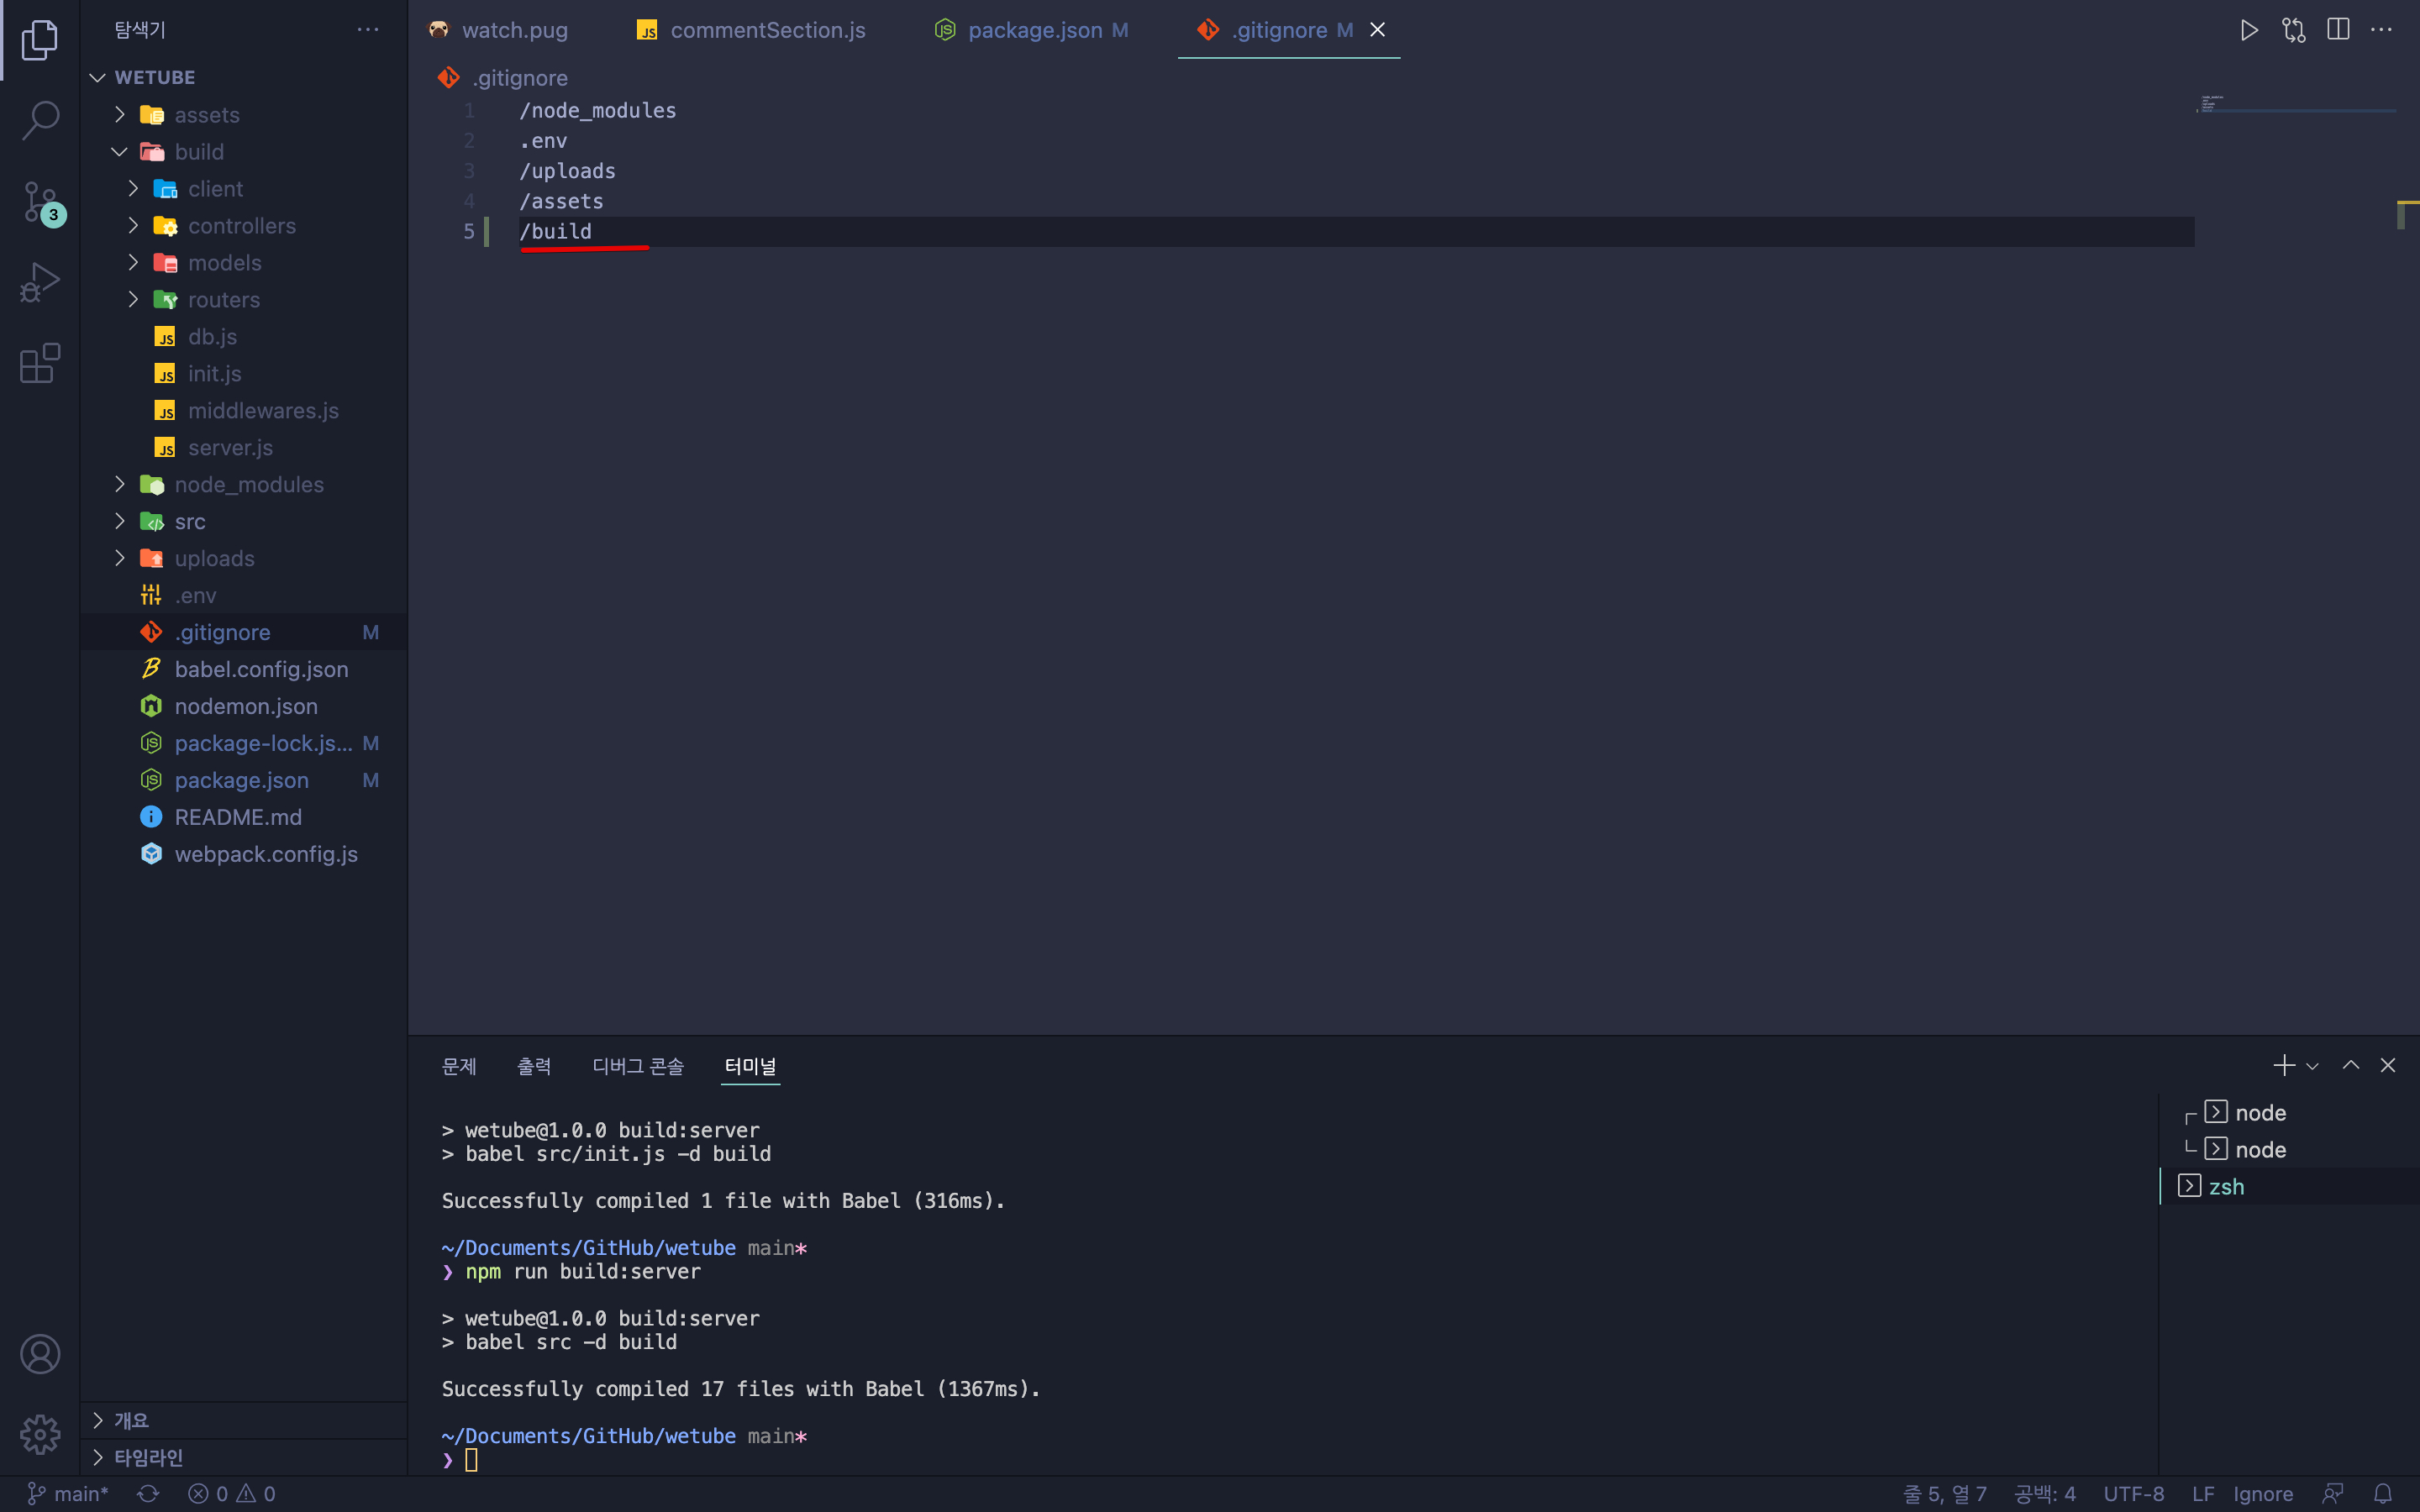 탐색기
WETUBE
assets
build
client
controllers
models
routers
JS db.js
JS init.js
JS middlewares.js
JS server.js
node_modules
src
uploads
.env
.gitignore M
babel.config.json
nodemon.json
package-lock.js... M
package.json M
README.md
webpack.config.js
개요
타임라인
3
watch.pug
JS commentSection.js
package.json M
.gitignore M
.gitignore
1 /node_modules
2 .env
3 /uploads
4 /assets
5 /build
문제 출력 디버그 콘솔 터미널
> wetube@1.0.0 build:server
> babel src/init.js -d build
Successfully compiled 1 file with Babel (316ms).
~/Documents/GitHub/wetube main*
❯ npm run build:server
> wetube@1.0.0 build:server
> babel src -d build
Successfully compiled 17 files with Babel (1367ms).
~/Documents/GitHub/wetube main*
❯
node
node
zsh
main* 0 0 줄 5, 열 7 공백: 4 UTF-8 LF Ignore